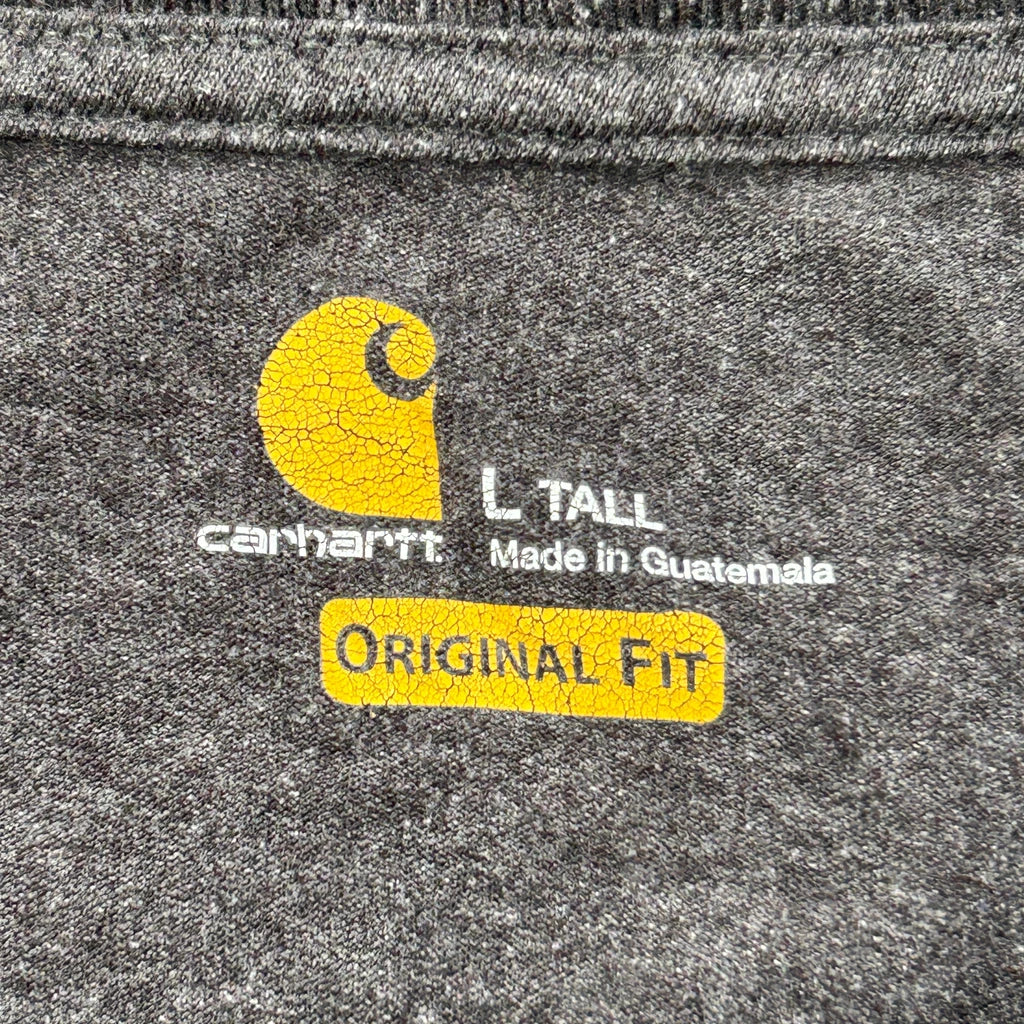 L TALL
carhartt
Made in Guatemala
ORIGINAL FIT